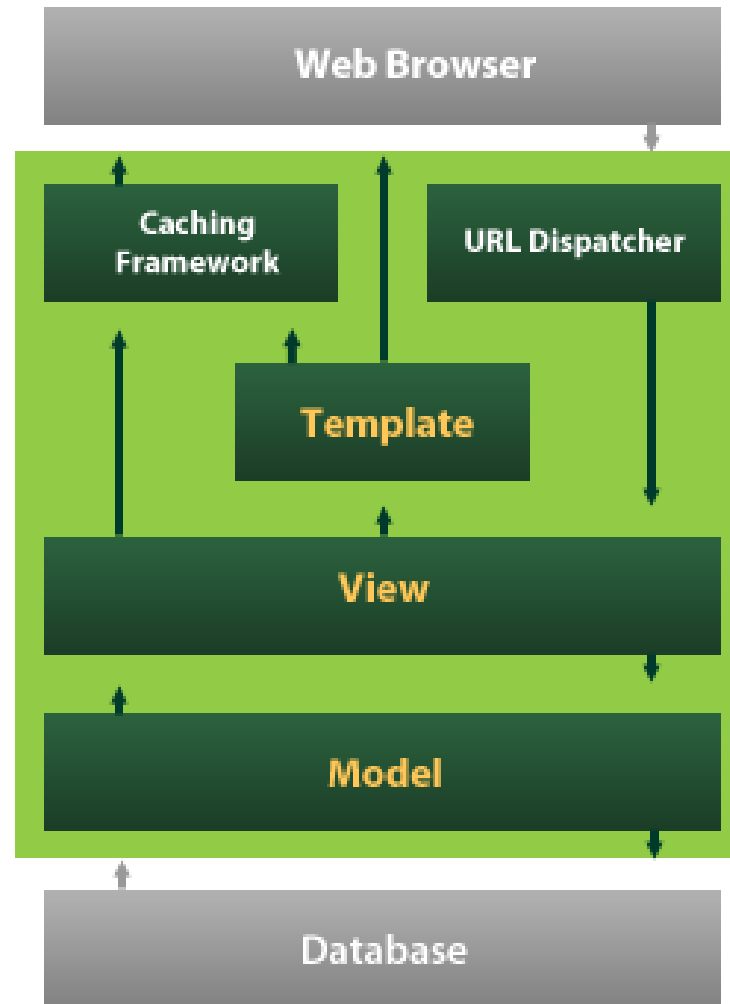 Web Browser
Caching
Framework
URL Dispatcher
Template
View
Model
Database